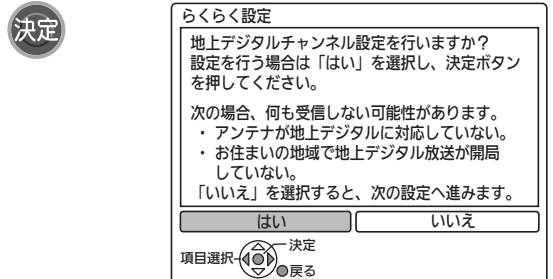 決定
らくらく設定
地上デジタルチャンネル設定を行いますか?
設定を行う場合は「はい」を選択し、決定ボタン
を押してください。
次の場合、何も受信しない可能性があります。
・ アンテナが地上デジタルに対応していない。
・ お住まいの地域で地上デジタル放送が開局
していない。
「いいえ」を選択すると、次の設定へ進みます。
はい いいえ
決定
項目選択
戻る